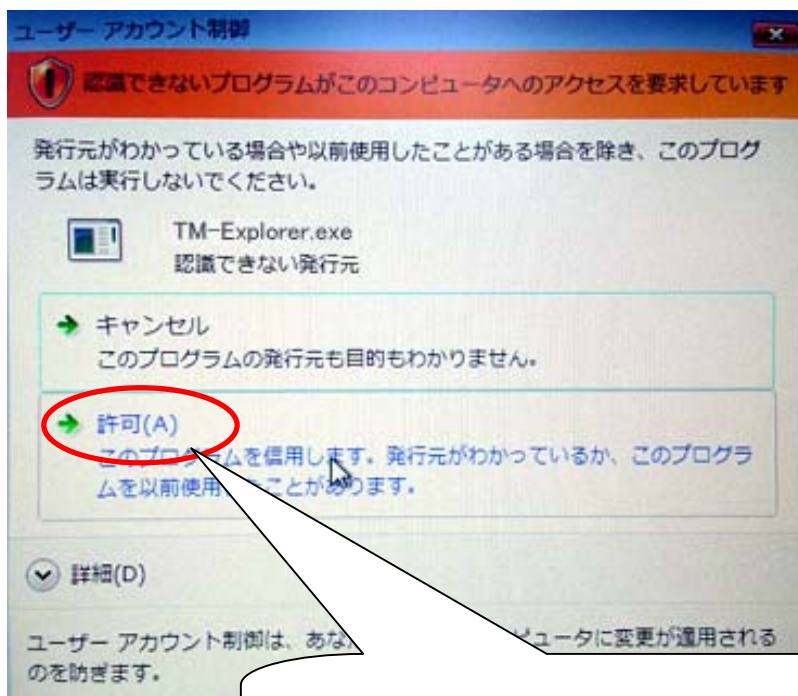 ユーザー アカウント制御
認識できないプログラムがこのコンピュータへのアクセスを要求しています
発行元がわかっている場合や以前使用したことがある場合を除き、このプログ
ラムは実行しないでください。
TM-Explorer.exe
認識できない発行元
キャンセル
このプログラムの発行元も目的もわかりません。
許可(A)
このプログラムを信用します。発行元がわかっているか、このプログラ
ムを以前使用したことがあります。
詳細(D)
ユーザー アカウント制御は、あな ピュータに変更が適用される
のを防ぎます。